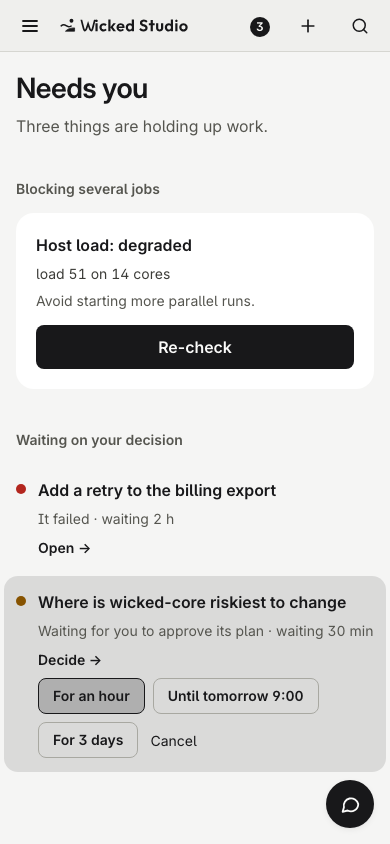 Wicked Studio
3
Needs you
Three things are holding up work.
Blocking several jobs
Host load: degraded
load 51 on 14 cores
Avoid starting more parallel runs.
Re-check
Waiting on your decision
Add a retry to the billing export
It failed · waiting 2 h
Open →
Where is wicked-core riskiest to change
Waiting for you to approve its plan · waiting 30 min
Decide →
For an hour
Until tomorrow 9:00
For 3 days
Cancel